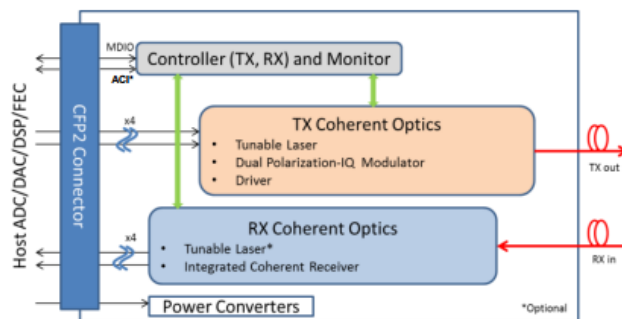 MDIO
Controller (TX, RX) and Monitor
ACI*
Host ADC/DAC/DSP/FEC
CFP2 Connector
x4
TX Coherent Optics
• Tunable Laser
• Dual Polarization-IQ Modulator
• Driver
TX out
x4
RX Coherent Optics
• Tunable Laser*
• Integrated Coherent Receiver
RX in
Power Converters
*Optional